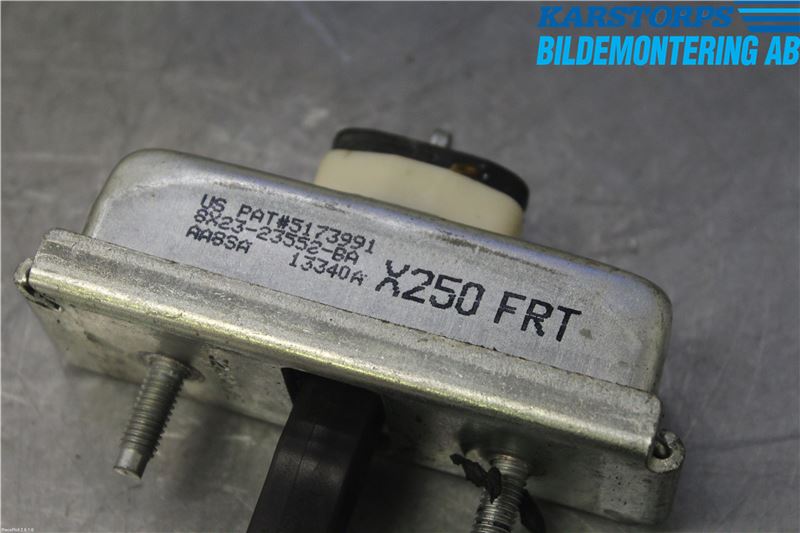 KARSTORPS
BILDEMONTERING AB
US PAT#5173991
8X23-23552-BA
AA8SA 13340A
X250 FRT